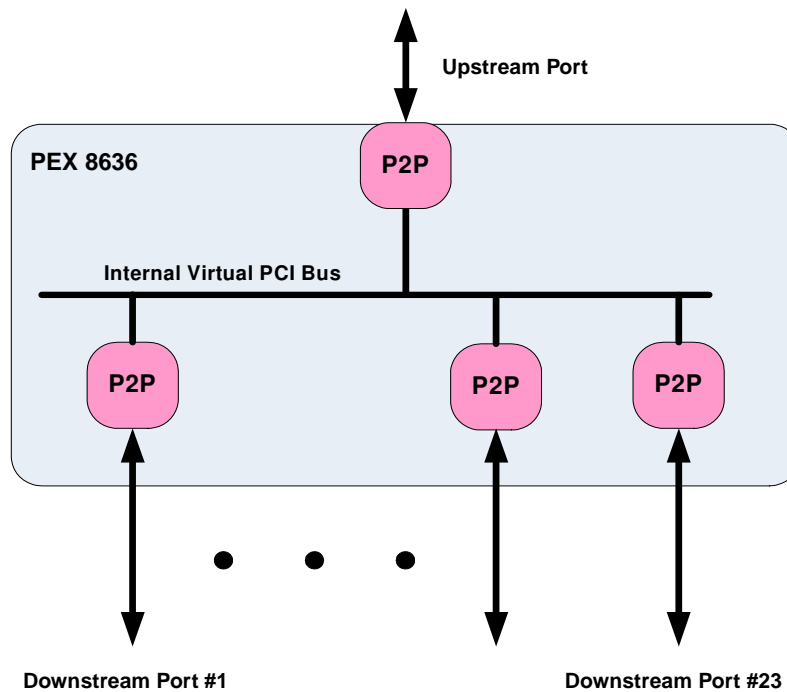 Upstream Port
PEX 8636
P2P
Internal Virtual PCI Bus
P2P
P2P
P2P
Downstream Port #1
Downstream Port #23